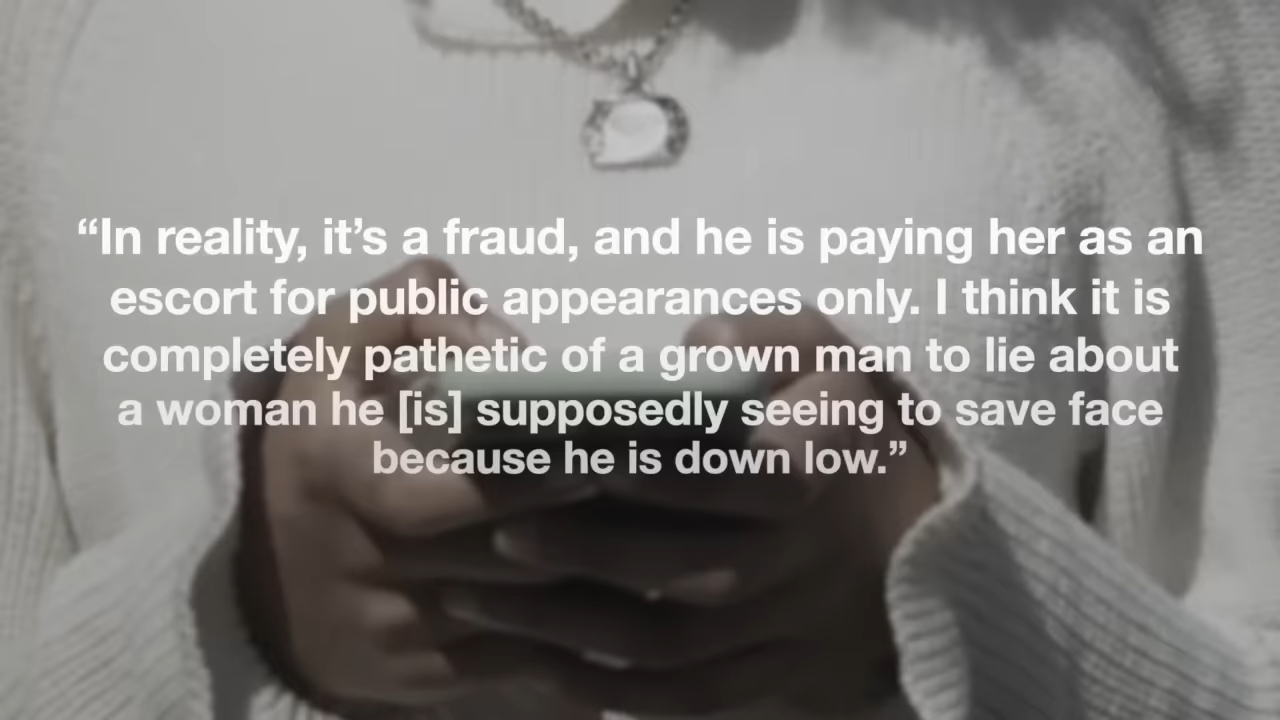 “In reality, it’s a fraud, and he is paying her as an
escort for public appearances only. I think it is
completely pathetic of a grown man to lie about
a woman he [is] supposedly seeing to save face
because he is down low.”